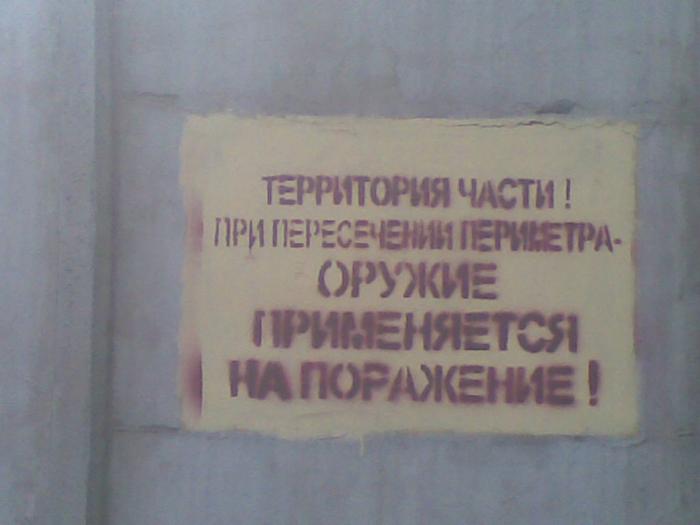 ТЕРРИТОРИЯ ЧАСТИ !
ПРИ ПЕРЕСЕЧЕНИИ ПЕРИМЕТРА-
ОРУЖИЕ
ПРИМЕНЯЕТСЯ
НА ПОРАЖЕНИЕ !